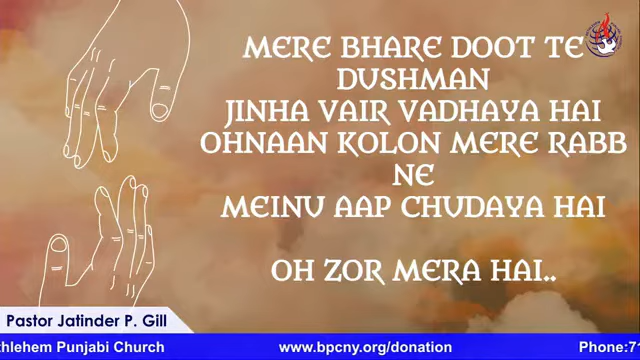 MERE BHARE DOOT TE
DUSHMAN
JINHA VAIR VADHAYA HAI
OHNAAN KOLON MERE RABB
NE
MEINU AAP CHUDAYA HAI
OH ZOR MERA HAI..
Pastor Jatinder P. Gill
thlehem Punjabi Church www.bpcny.org/donation Phone:71